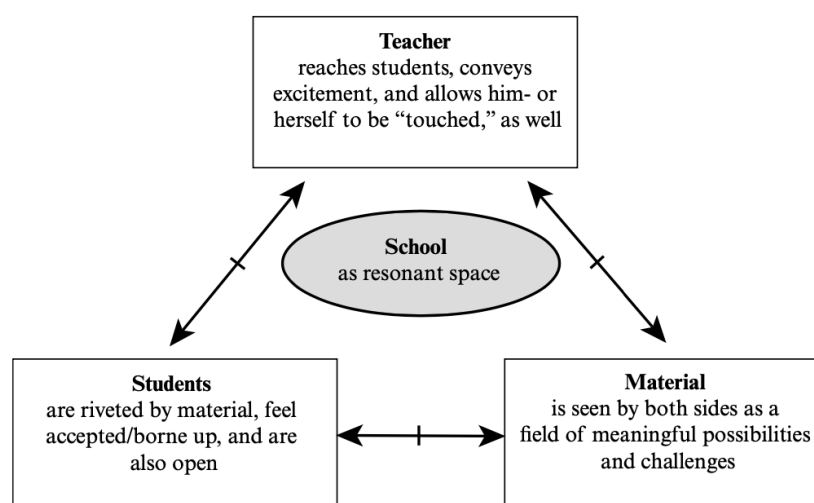 Teacher
reaches students, conveys
excitement, and allows him- or
herself to be “touched,” as well
School
as resonant space
Students
are riveted by material, feel
accepted/borne up, and are
also open
Material
is seen by both sides as a
field of meaningful possibilities
and challenges